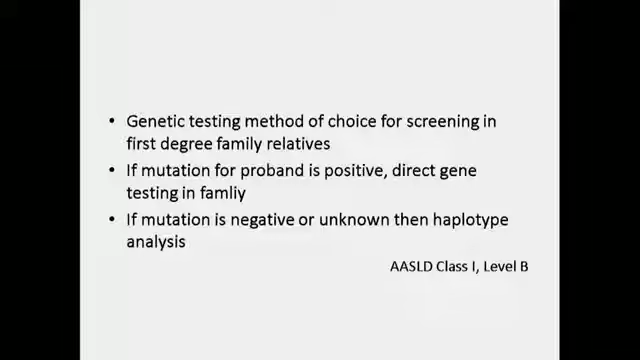 • Genetic testing method of choice for screening in
first degree family relatives
• If mutation for proband is positive, direct gene
testing in famliy
• If mutation is negative or unknown then haplotype
analysis
AASLD Class I, Level B